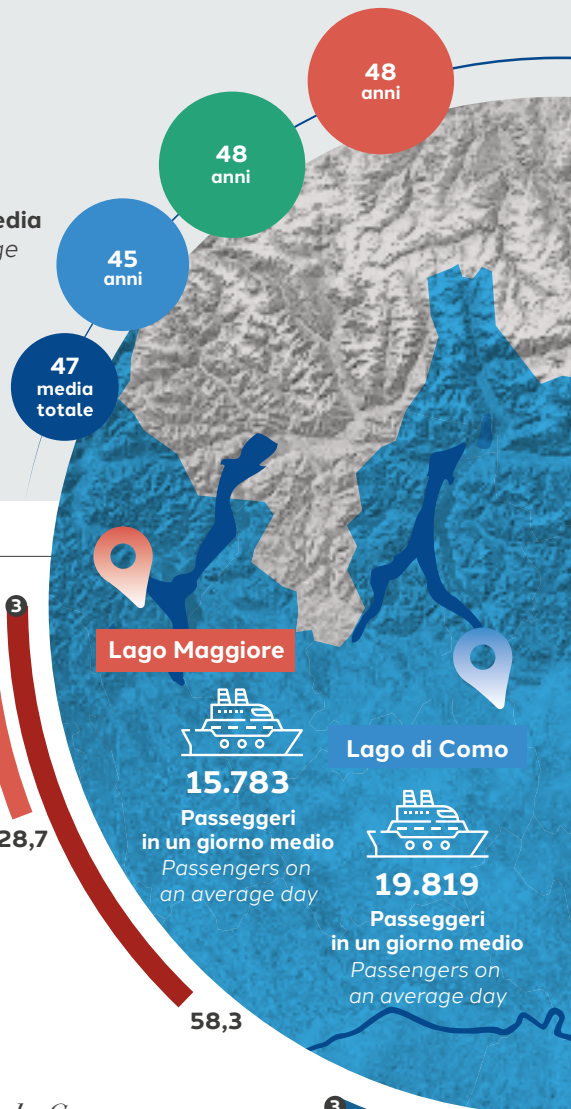 48
anni
48
anni
45
anni
47
media
totale
3
Lago Maggiore
15.783
Passeggeri
in un giorno medio
Passengers on
an average day
Lago di Como
19.819
Passeggeri
in un giorno medio
Passengers on
an average day
28,7
58,3
3